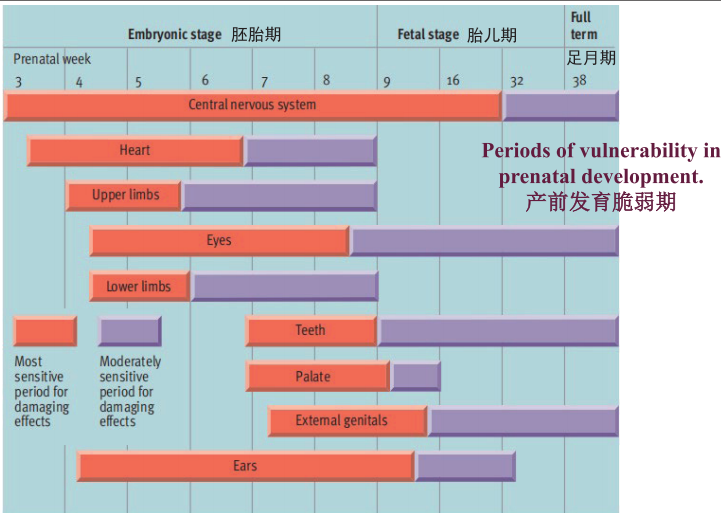 Embryonic stage 胚胎期
Fetal stage 胎儿期
Full
term
足月期
Prenatal week
3 4 5 6 7 8 9 16 32 38
Central nervous system
Heart
Periods of vulnerability in
prenatal development.
产前发育脆弱期
Upper limbs
Eyes
Lower limbs
Teeth
Most
sensitive
period for
damaging
effects
Moderately
sensitive
period for
damaging
effects
Palate
External genitals
Ears